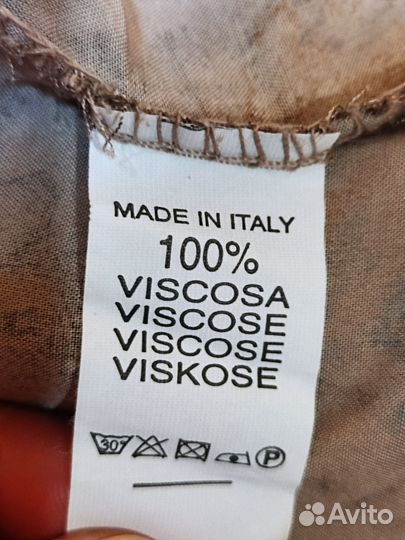 MADE IN ITALY
100%
VISCOSA
VISCOSE
VISCOSE
VISKOSE
30° P
Avito